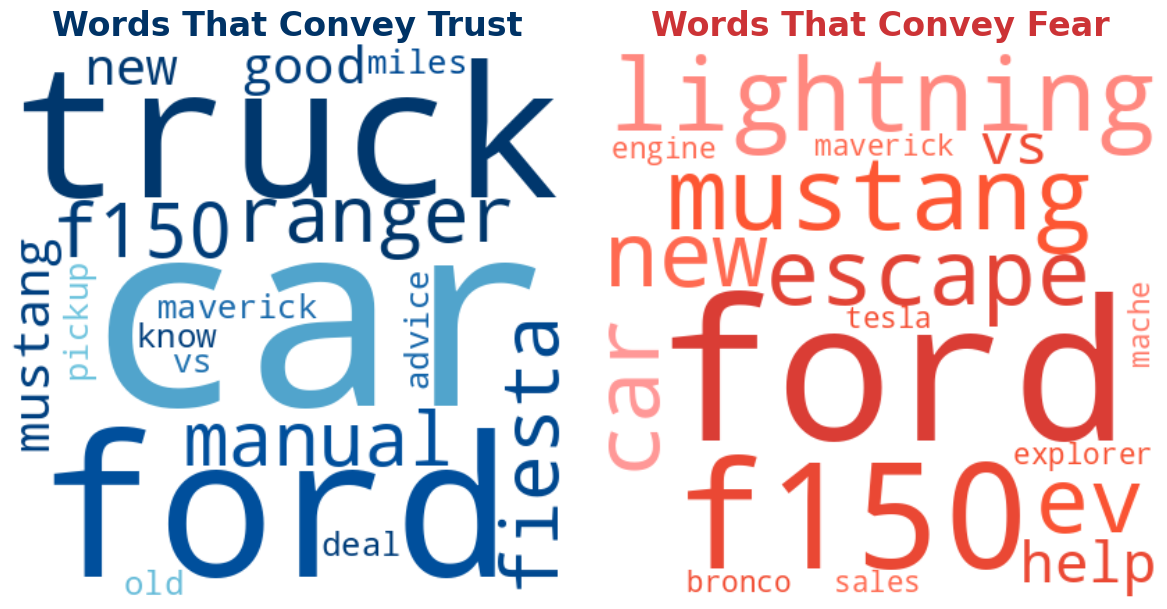 Words That Convey Trust
new
good
miles
truck
f150
ranger
mustang
pickup
car
maverick
know
vs
advice
fiesta
manual
ford
deal
old
Words That Convey Fear
lightning
engine
maverick
vs
mustang
new
escape
car
tesla
mache
ford
explorer
f150
ev
help
bronco
sales